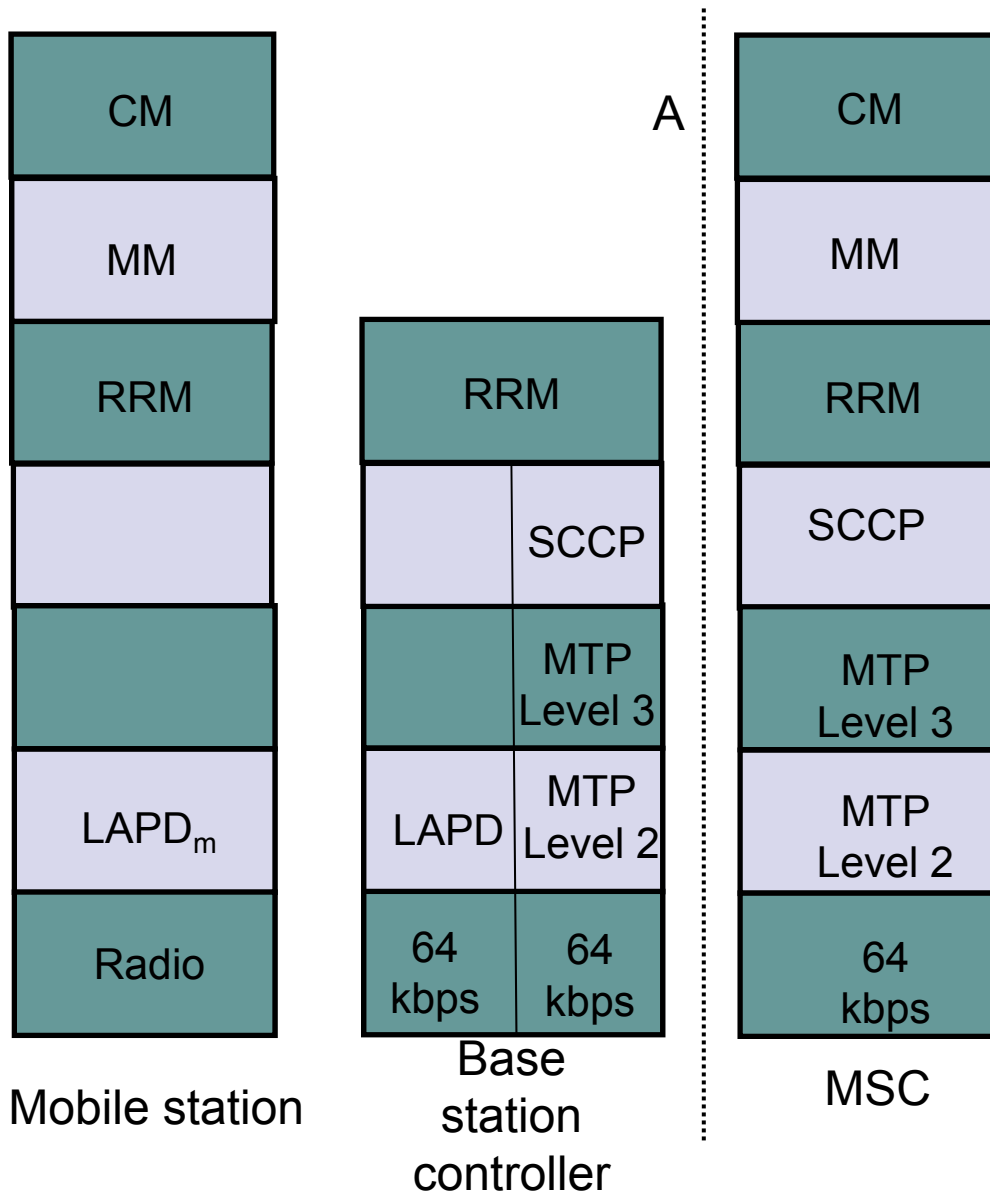 CM
MM
RRM
LAPDm
Radio
Mobile station
RRM
SCCP
MTP
Level 3
LAPD
MTP
Level 2
64
kbps
64
kbps
Base
station
controller
A
CM
MM
RRM
SCCP
MTP
Level 3
MTP
Level 2
64
kbps
MSC